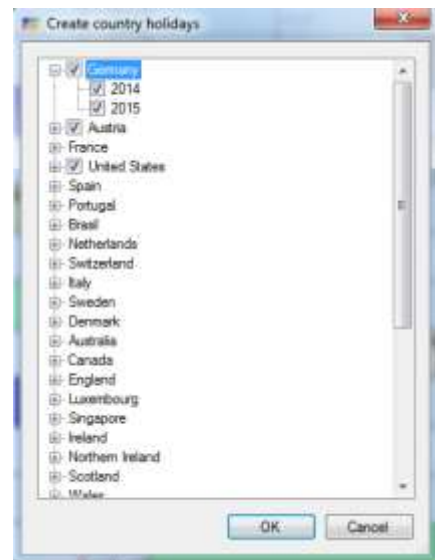 Create country holidays
Germany
2014
2015
Austria
France
United States
Spain
Portugal
Brasil
Netherlands
Switzerland
Italy
Sweden
Denmark
Australia
Canada
England
Luxembourg
Singapore
Ireland
Northern Ireland
Scotland
Wales
OK
Cancel